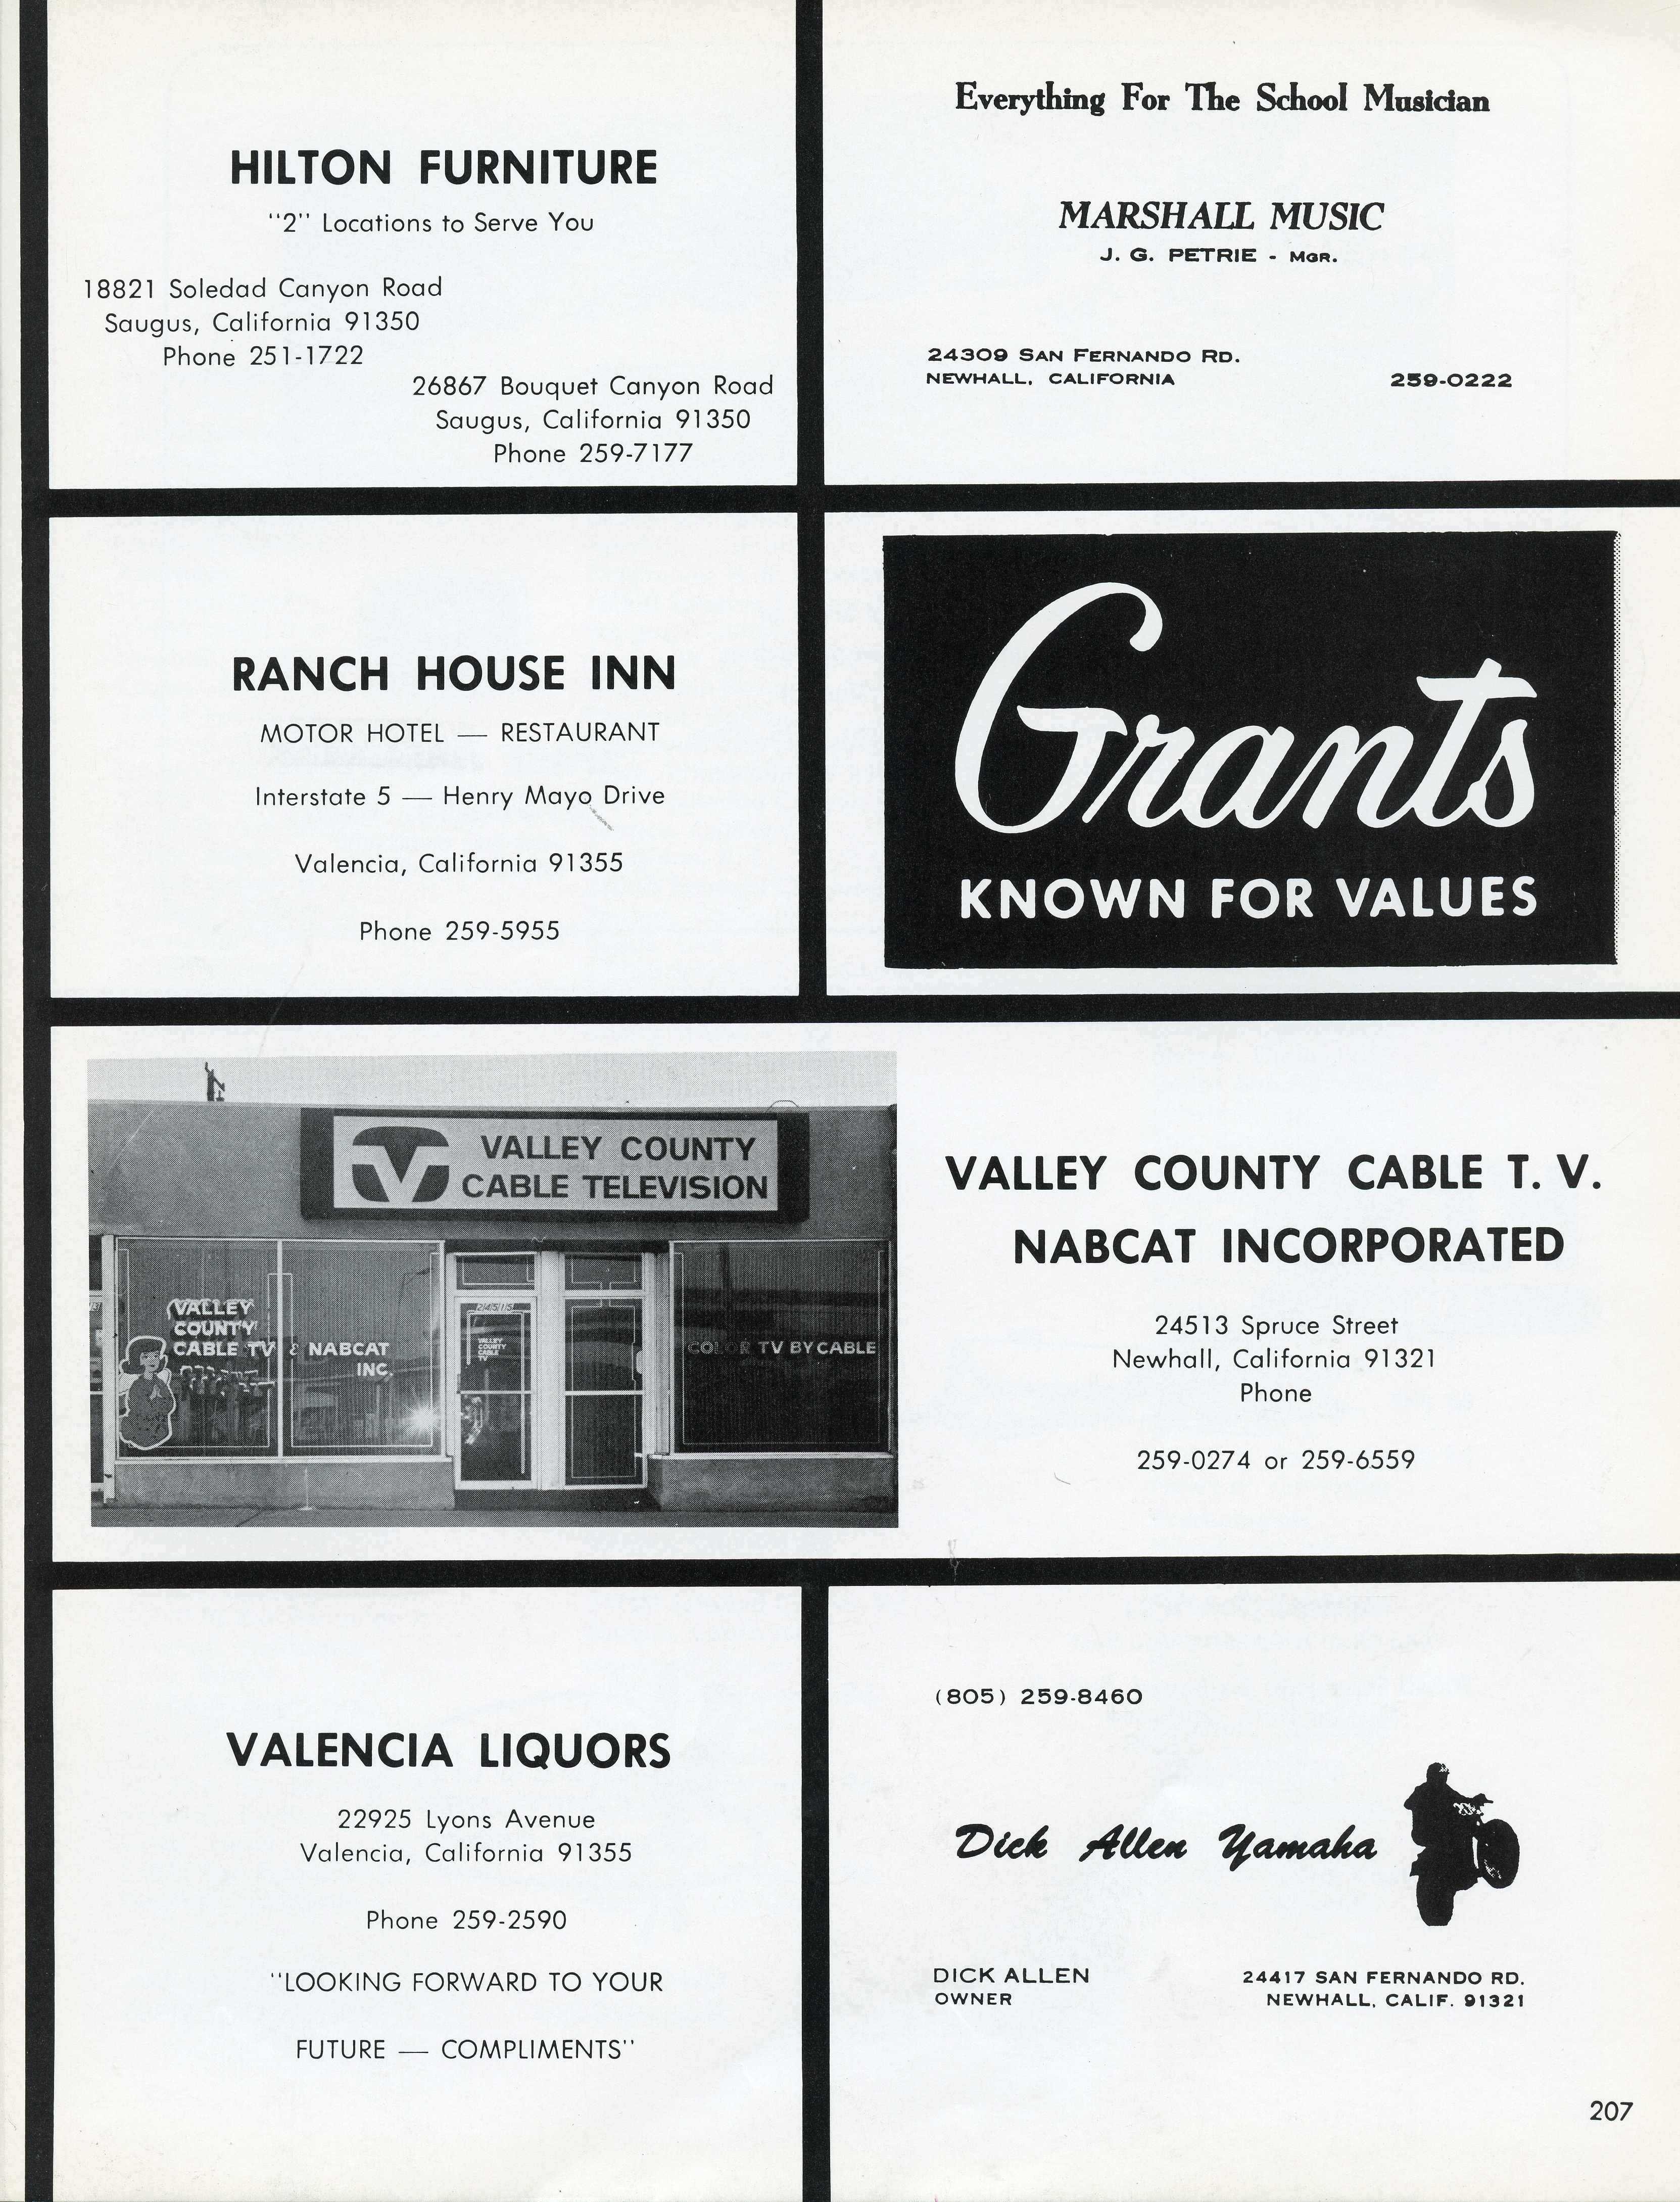 HILTON FURNITURE
"2" Locations to Serve You
18821 Soledad Canyon Road
Saugus, California 91350
Phone 251-1722
26867 Bouquet Canyon Road
Saugus, California 91350
Phone 259-7177
Everything For The School Musician
MARSHALL MUSIC
J. G. PETRIE - MGR.
24309 SAN FERNANDO RD.
NEWHALL, CALIFORNIA 259-0222
RANCH HOUSE INN
MOTOR HOTEL — RESTAURANT
Interstate 5 — Henry Mayo Drive
Valencia, California 91355
Phone 259-5955
Grants
KNOWN FOR VALUES
VALLEY COUNTY
CABLE TELEVISION
VALLEY
COUNTY
CABLE TV & NABCAT
INC.
VALLEY
COUNTY
CABLE
TV
COLOR TV BY CABLE
VALLEY COUNTY CABLE T. V.
NABCAT INCORPORATED
24513 Spruce Street
Newhall, California 91321
Phone
259-0274 or 259-6559
VALENCIA LIQUORS
22925 Lyons Avenue
Valencia, California 91355
Phone 259-2590
"LOOKING FORWARD TO YOUR
FUTURE — COMPLIMENTS"
(805) 259-8460
Dick Allen Yamaha
DICK ALLEN
OWNER
24417 SAN FERNANDO RD.
NEWHALL, CALIF. 91321
207